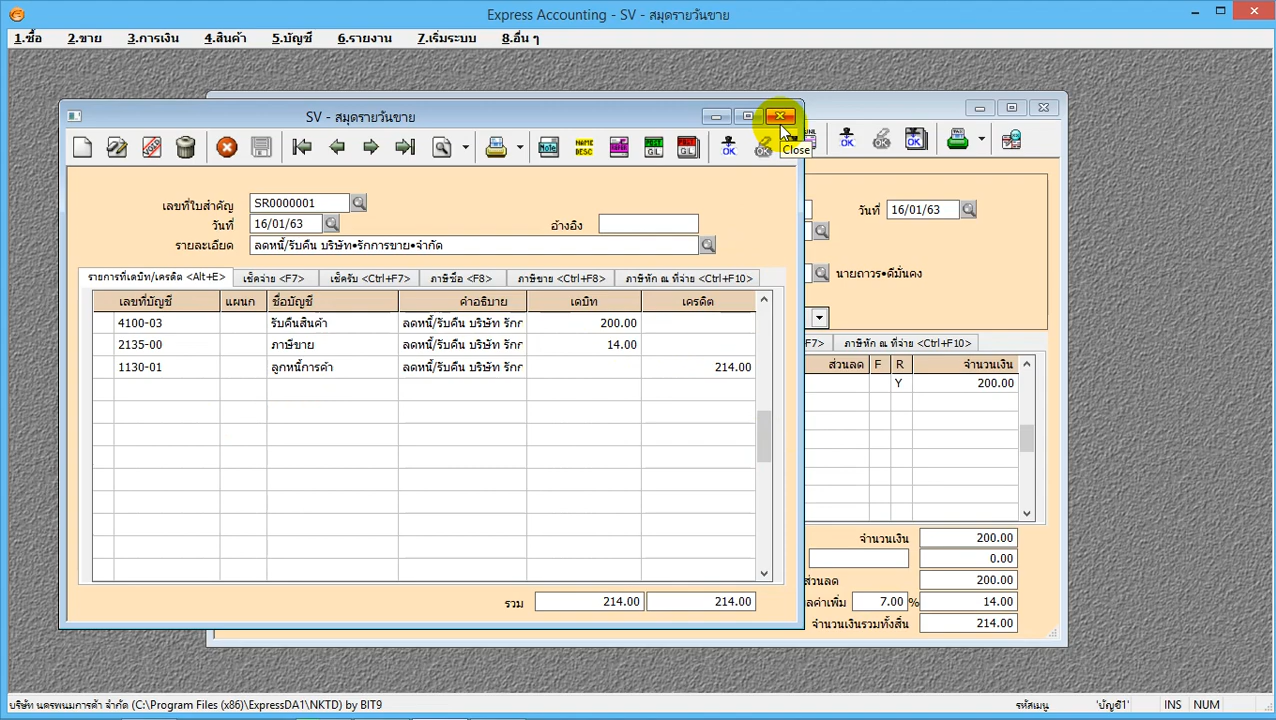 Express Accounting - SV - สมุดรายวันขาย
1.ซื้อ 2.ขาย 3.การเงิน 4.สินค้า 5.บัญชี 6.รายงาน 7.เริ่มระบบ 8.อื่น ๆ
SV - สมุดรายวันขาย
Close
เลขที่ใบสำคัญ SR0000001
วันที่ 16/01/63
วันที่ 16/01/63 อ้างอิง
รายละเอียด ลดหนี้/รับคืน บริษัท•รักการขาย•จำกัด
นายถาวร•ดีมั่นคง
รายการที่เดบิท/เครดิต <Alt+E> เช็คจ่าย <F7> เช็ครับ <Ctrl+F7> ภาษีซื้อ <F8> ภาษีขาย <Ctrl+F8> ภาษีหัก ณ ที่จ่าย <Ctrl+F10>
เลขที่บัญชี แผนก ชื่อบัญชี คำอธิบาย เดบิท เครดิต
4100-03 รับคืนสินค้า ลดหนี้/รับคืน บริษัท รักก 200.00
2135-00 ภาษีขาย ลดหนี้/รับคืน บริษัท รักก 14.00
1130-01 ลูกหนี้การค้า ลดหนี้/รับคืน บริษัท รักก 214.00
F7> ภาษีหัก ณ ที่จ่าย <Ctrl+F10>
ส่วนลด F R จำนวนเงิน
Y 200.00
รวม 214.00 214.00
จำนวนเงิน 200.00
0.00
ส่วนลด 200.00
ลค่าเพิ่ม 7.00 % 14.00
จำนวนเงินรวมทั้งสิ้น 214.00
บริษัท นครพนมการค้า จำกัด (C:\Program Files (x86)\ExpressDA1\NKTD) by BIT9 รหัสเมนู 'บัญชี1' INS NUM